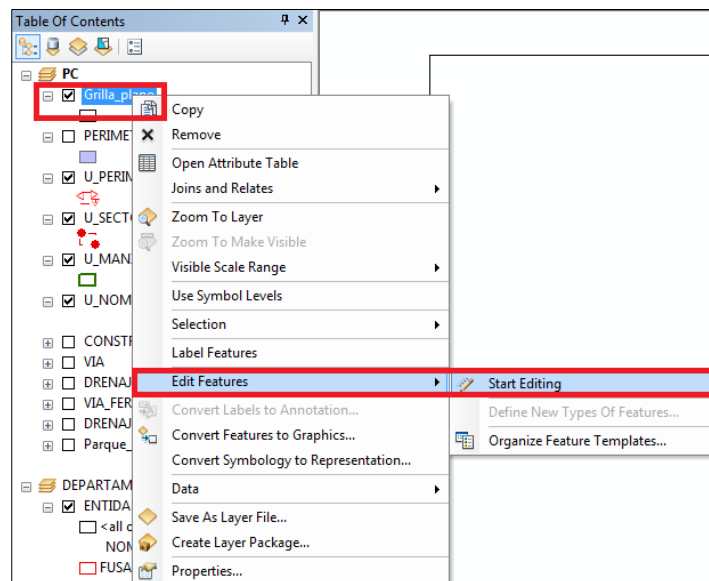 Table Of Contents
PC
Grilla_plano
PERIME
U_PERIM
U_SECTO
U_MAN
U_NOM
CONSTR
VIA
DRENAJ
VIA_FER
DRENAJ
Parque_
DEPARTAM
ENTIDA
<all o
NOM
FUSA
Copy
Remove
Open Attribute Table
Joins and Relates
Zoom To Layer
Zoom To Make Visible
Visible Scale Range
Use Symbol Levels
Selection
Label Features
Edit Features
Convert Labels to Annotation...
Convert Features to Graphics...
Convert Symbology to Representation...
Data
Save As Layer File...
Create Layer Package...
Properties...
Start Editing
Define New Types Of Features...
Organize Feature Templates...